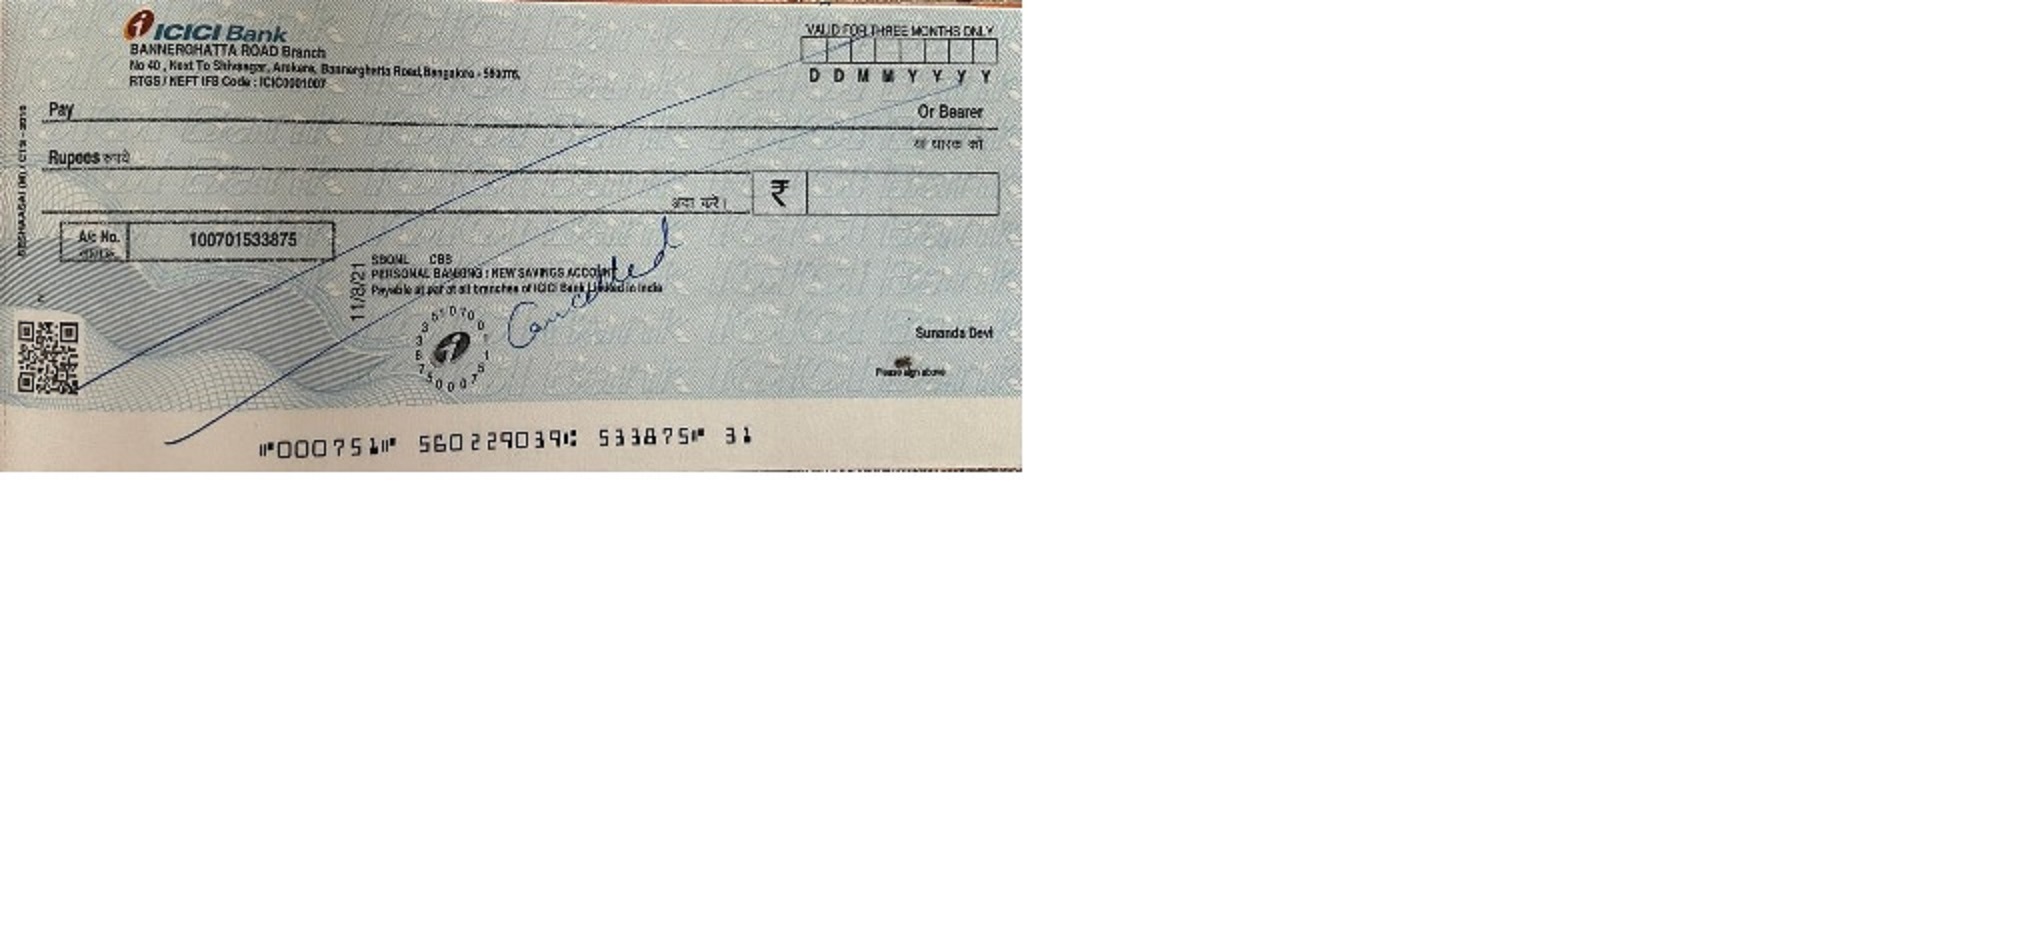 ICICI Bank
BANNERGHATTA ROAD Branch
No 40 , Next To Shivsagar, Arekere, Bannerghatta Road, Bangalore - 560076,
RTGS / NEFT IFS Code : ICIC0001007
VALID FOR THREE MONTHS ONLY
D D M M Y Y Y Y
Pay
Or Bearer
या धारक को
Rupees रुपये
अदा करें।
₹
A/c No.
100701533875
SBONL CBS
PERSONAL BANKING : NEW SAVINGS ACCOUNT
Payable at par at all branches of ICICI Bank Limited in India
11/8/21
Cancelled
Sunanda Devi
Please sign above
⑈000751⑈ 560229039⑆ 533875⑈ 31